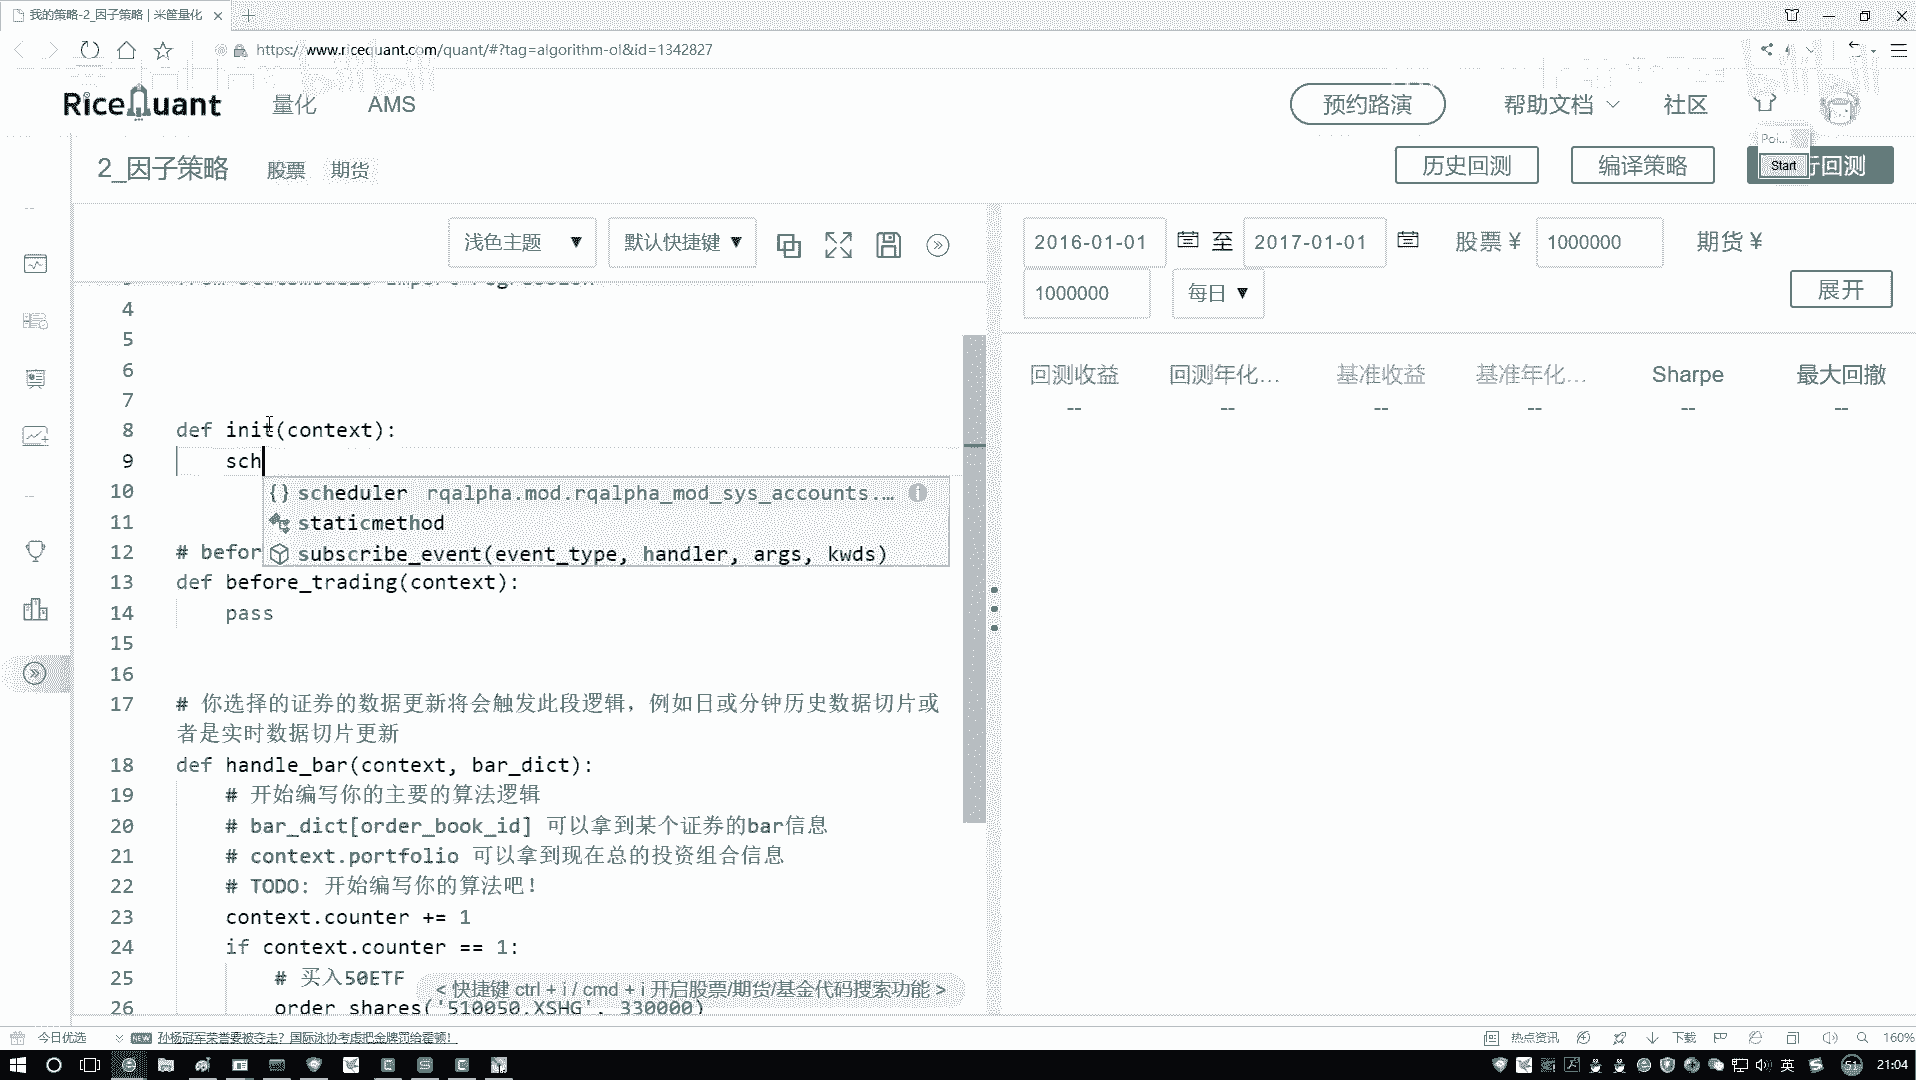 我的策略-2_因子策略 | 米筐量化
https://www.ricequant.com/quant/#?tag=algorithm-ol&id=1342827
RiceQuant 量化 AMS 预约路演 帮助文档 社区
Poi...
2_因子策略 股票 期货 历史回测 编译策略 Start 行回测
浅色主题 ▼ 默认快捷键 ▼
2016-01-01 至 2017-01-01 股票 ¥ 1000000 期货 ¥
1000000 每日 ▼ 展开
回测收益 回测年化... 基准收益 基准年化... Sharpe 最大回撤
-- -- -- -- -- --
4
5
6
7
8 def init(context):
9 sch
10 scheduler rqalpha.mod.rqalpha_mod_sys_accounts....
11 staticmethod
12 # befor subscribe_event(event_type, handler, args, kwds)
13 def before_trading(context):
14 pass
15
16
17 # 你选择的证券的数据更新将会触发此段逻辑，例如日或分钟历史数据切片或
者是实时数据切片更新
18 def handle_bar(context, bar_dict):
19 # 开始编写你的主要的算法逻辑
20 # bar_dict[order_book_id] 可以拿到某个证券的bar信息
21 # context.portfolio 可以拿到现在总的投资组合信息
22 # TODO: 开始编写你的算法吧！
23 context.counter += 1
24 if context.counter == 1:
25 # 买入50ETF
< 快捷键 ctrl + i / cmd + i 开启股票/期货/基金代码搜索功能 >
26 order_shares('510050.XSHG', 330000)
今日优选 NEW 孙杨冠军荣誉要被夺走？国际泳协考虑把金牌罚给霍顿！ 热点资讯 下载 160%
英 51 21:04